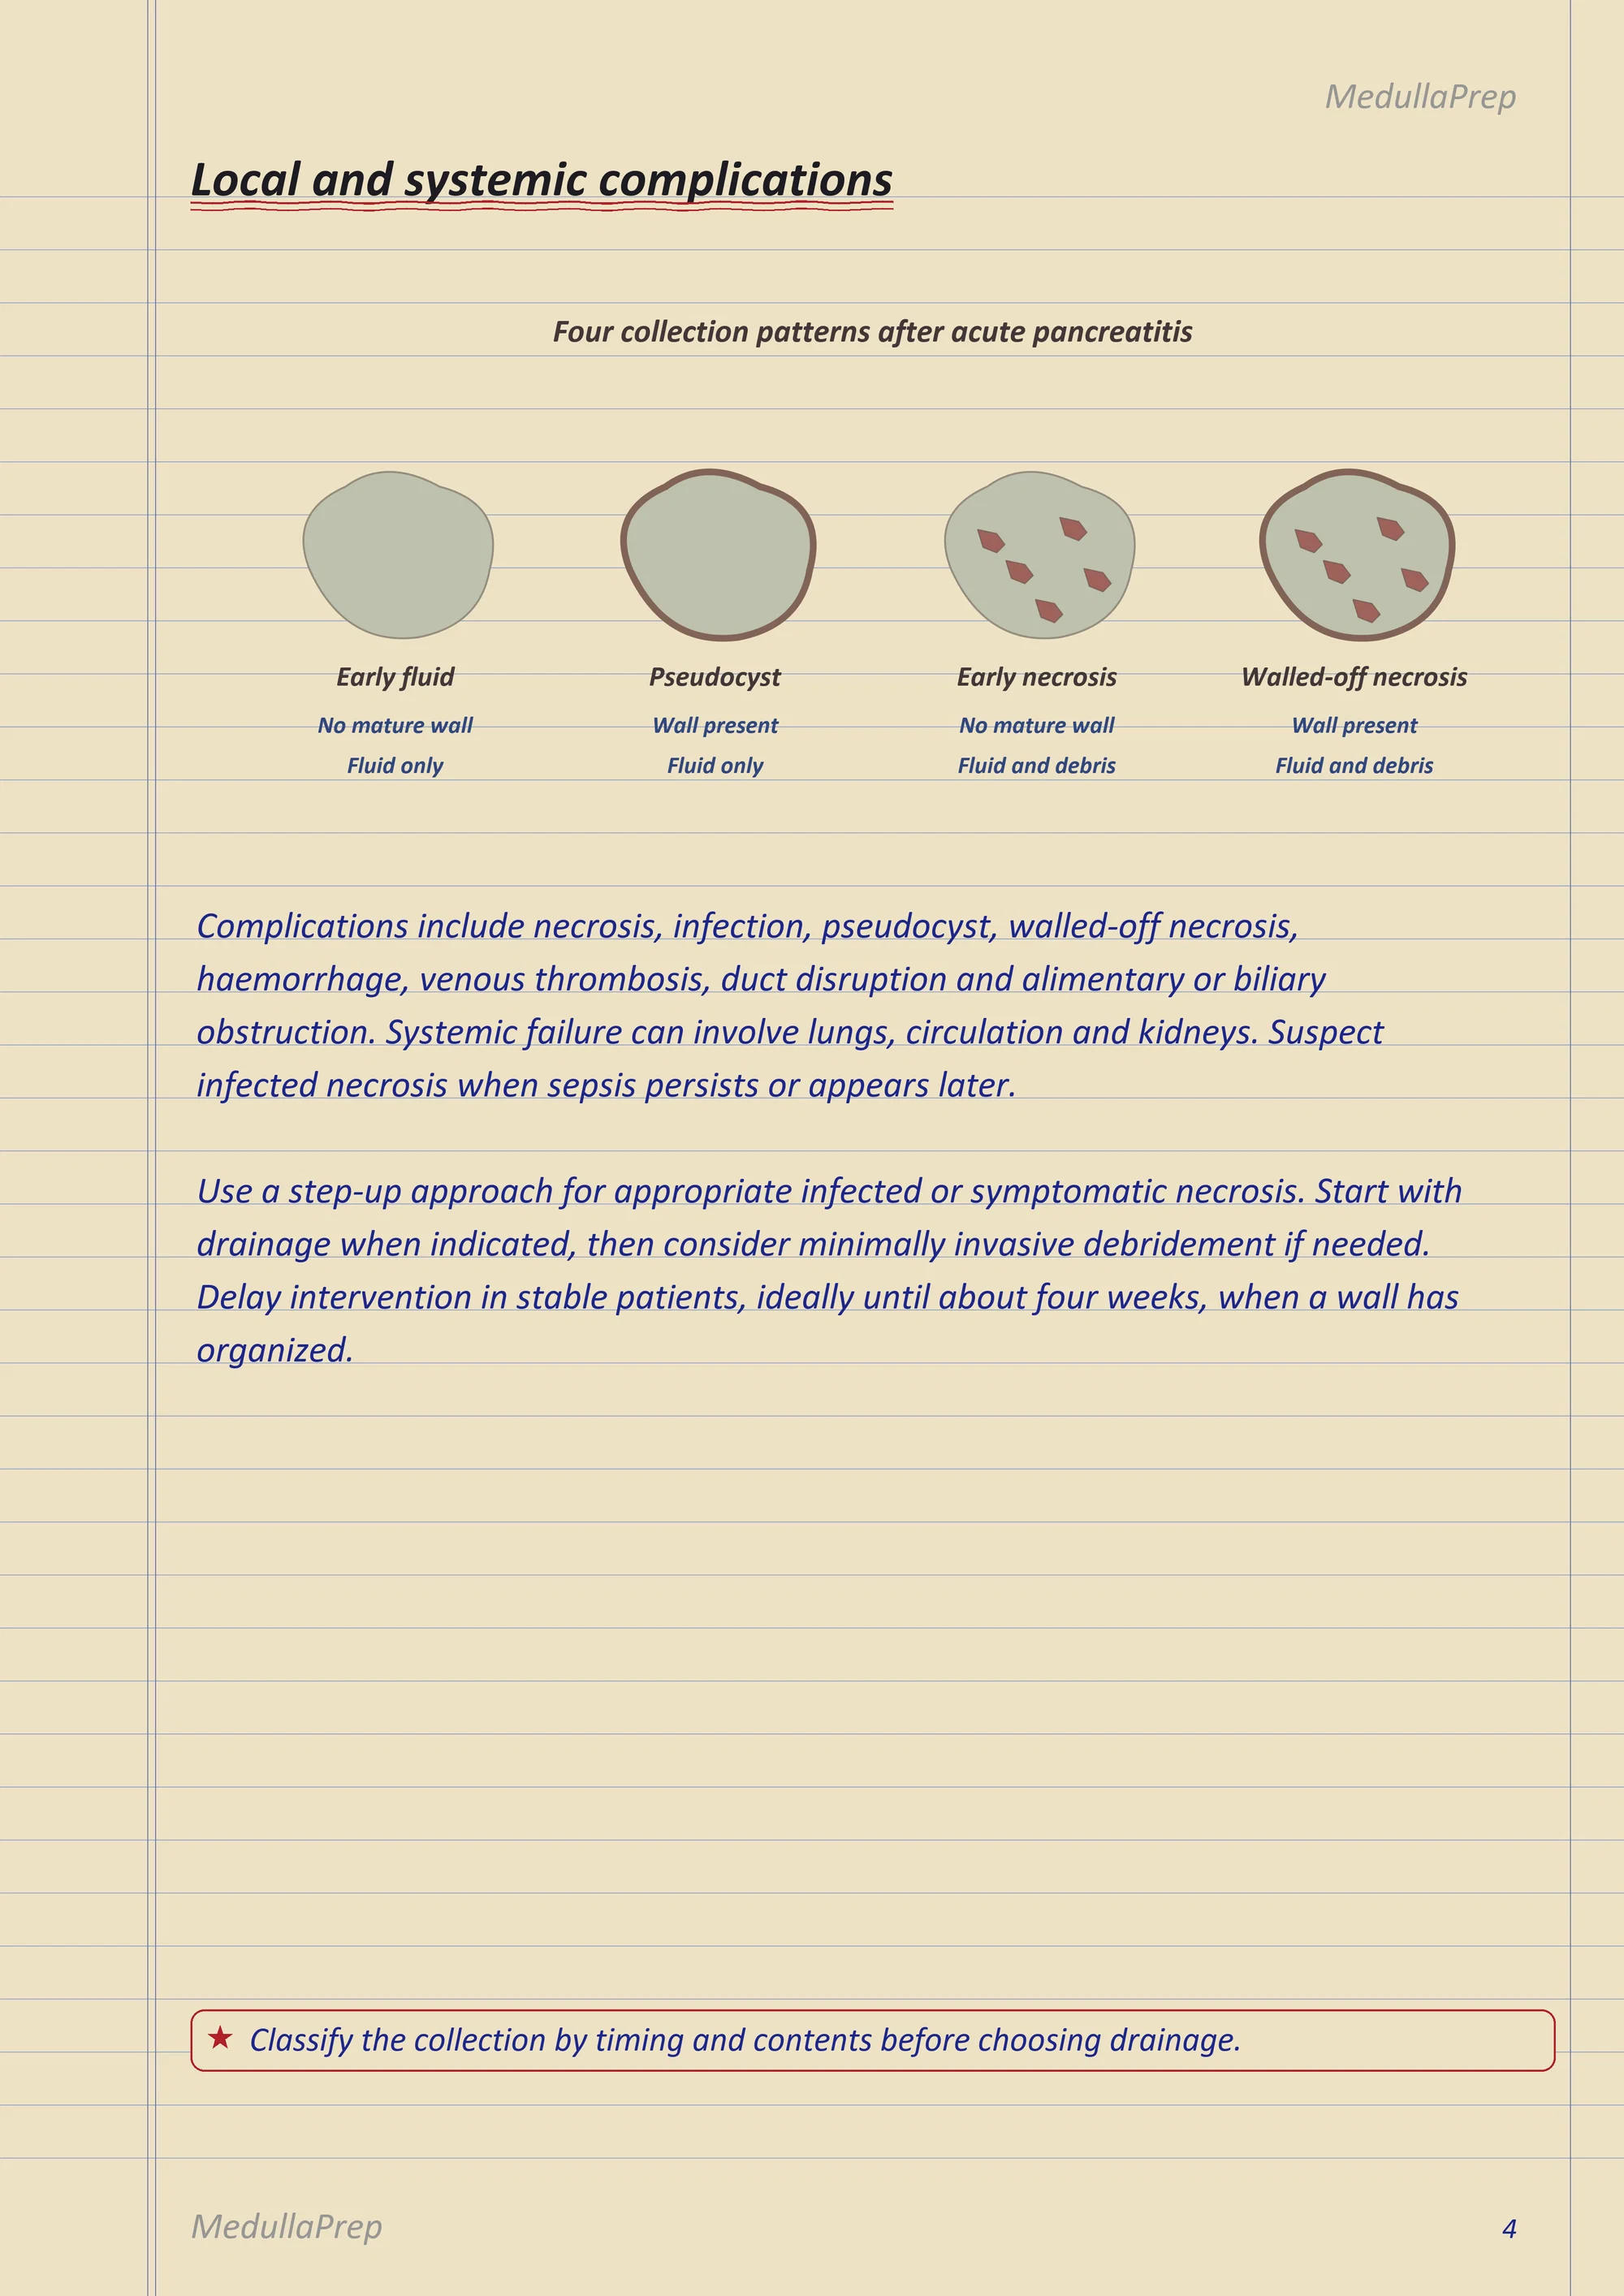 MedullaPrep
Local and systemic complications
Four collection patterns after acute pancreatitis
Early fluid
No mature wall
Fluid only
Pseudocyst
Wall present
Fluid only
Early necrosis
No mature wall
Fluid and debris
Walled-off necrosis
Wall present
Fluid and debris
Complications include necrosis, infection, pseudocyst, walled-off necrosis,
haemorrhage, venous thrombosis, duct disruption and alimentary or biliary
obstruction. Systemic failure can involve lungs, circulation and kidneys. Suspect
infected necrosis when sepsis persists or appears later.
Use a step-up approach for appropriate infected or symptomatic necrosis. Start with
drainage when indicated, then consider minimally invasive debridement if needed.
Delay intervention in stable patients, ideally until about four weeks, when a wall has
organized.
★ Classify the collection by timing and contents before choosing drainage.
MedullaPrep
4